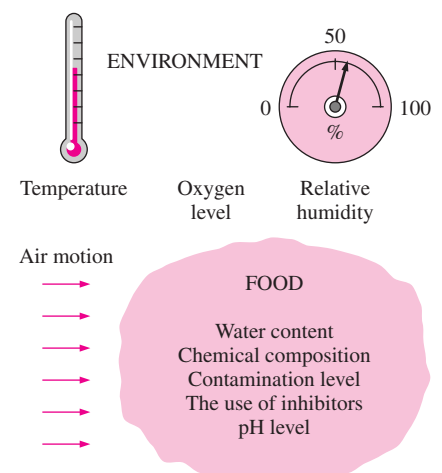 ENVIRONMENT
50
0
100
%
Temperature
Oxygen
level
Relative
humidity
Air motion
FOOD
Water content
Chemical composition
Contamination level
The use of inhibitors
pH level